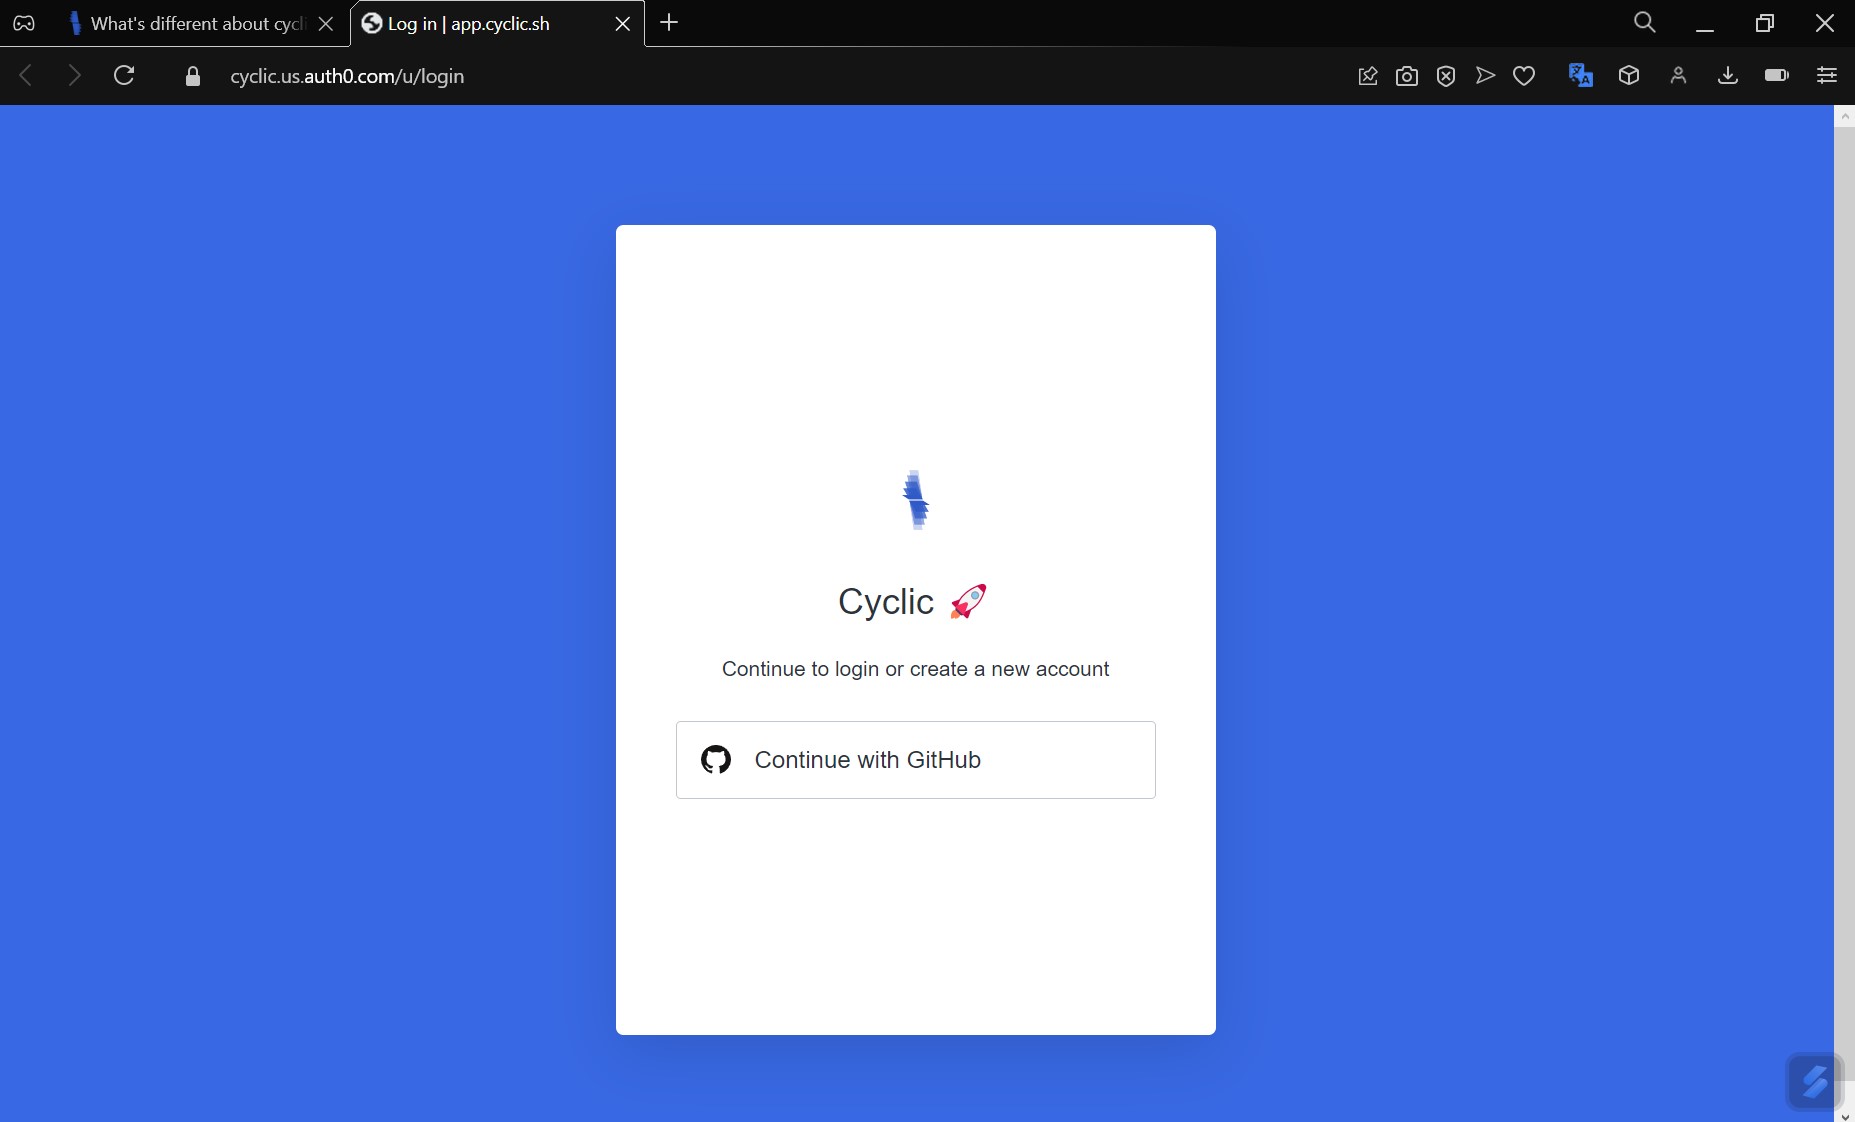 What's different about cycli
Log in | app.cyclic.sh
cyclic.us.auth0.com/u/login
Cyclic 🚀
Continue to login or create a new account
Continue with GitHub